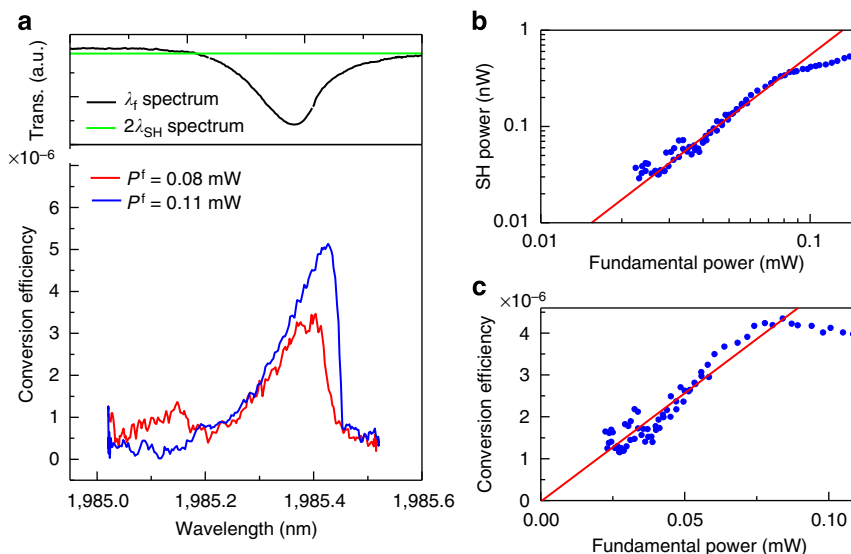 a
Trans. (a.u.)
λf spectrum
2λSH spectrum
×10−6
Pf = 0.08 mW
Pf = 0.11 mW
Conversion efficiency
6
5
4
3
2
1
0
1,985.0
1,985.2
1,985.4
1,985.6
Wavelength (nm)
b
SH power (nW)
1
0.1
0.01
0.01
0.1
Fundamental power (mW)
c
×10−6
Conversion efficiency
4
3
2
1
0
0.00
0.05
0.10
Fundamental power (mW)